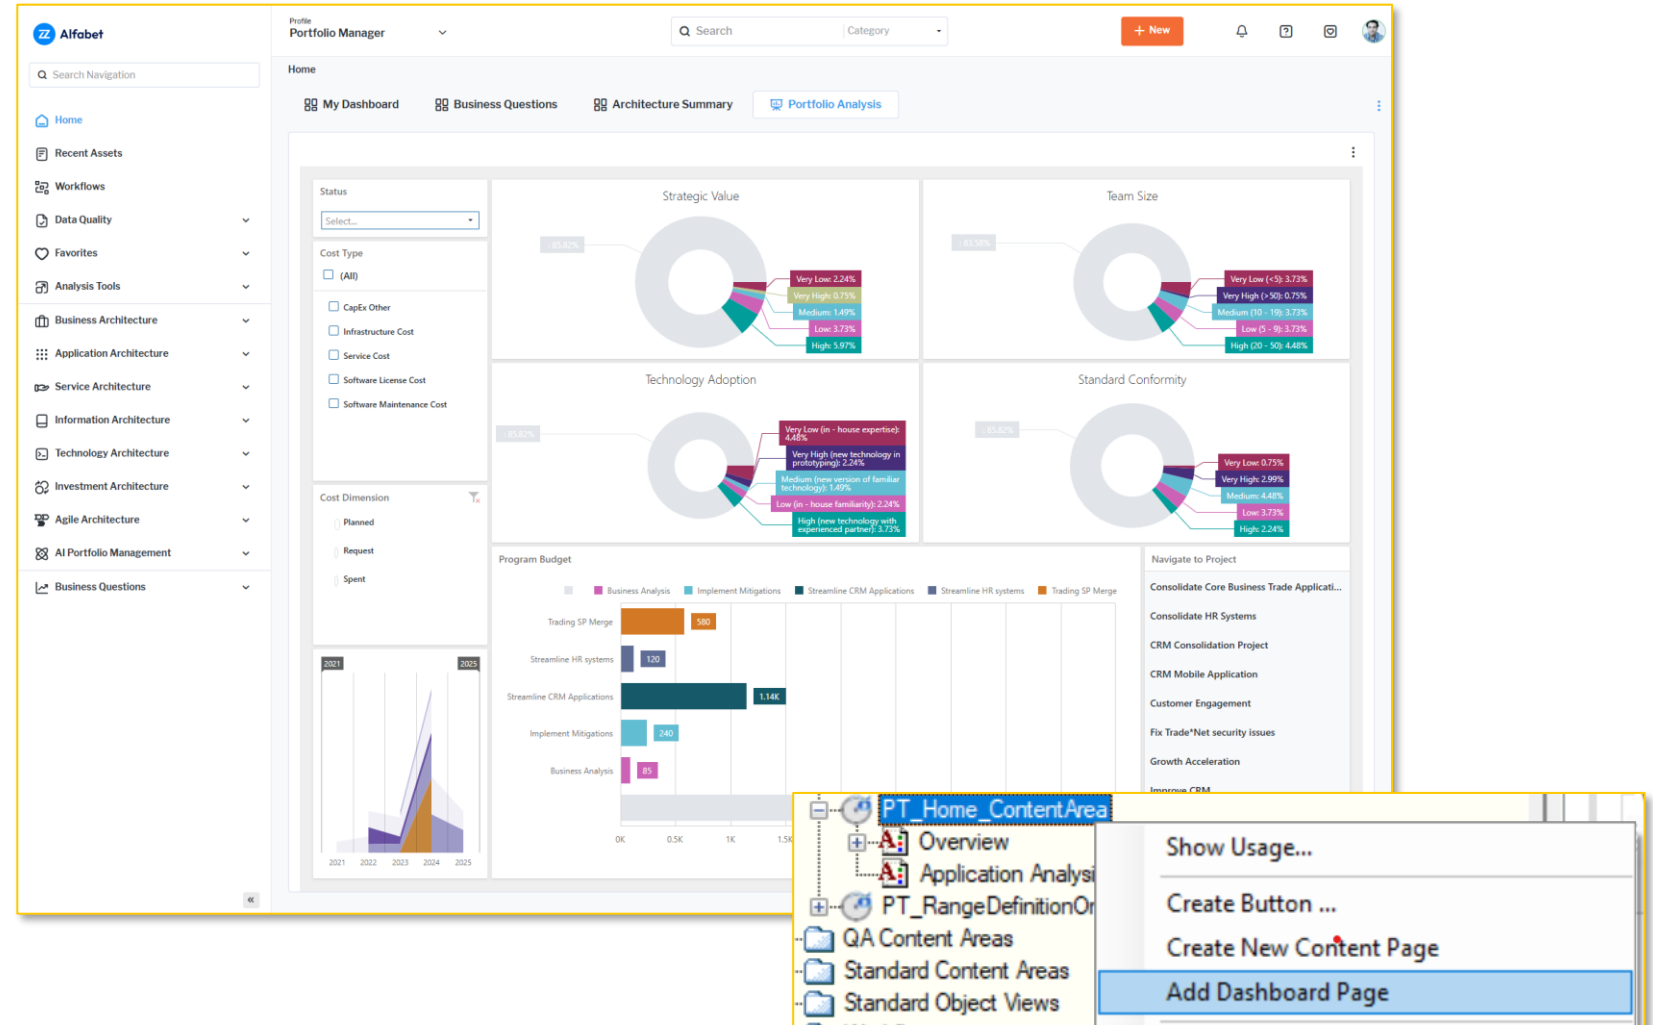 Alfabet
Profile
Portfolio Manager
Search
Category
+ New
Search Navigation
Home
Recent Assets
Workflows
Data Quality
Favorites
Analysis Tools
Business Architecture
Application Architecture
Service Architecture
Information Architecture
Technology Architecture
Investment Architecture
Agile Architecture
AI Portfolio Management
Business Questions
«
Home
My Dashboard
Business Questions
Architecture Summary
Portfolio Analysis
Status
Select...
Cost Type
(All)
CapEx Other
Infrastructure Cost
Service Cost
Software License Cost
Software Maintenance Cost
Cost Dimension
Planned
Request
Spent
2021
2025
2021 2022 2023 2024 2025
Strategic Value
: 85.82%
Very Low: 2.24%
Very High: 0.75%
Medium: 1.49%
Low: 3.73%
High: 5.97%
Team Size
: 83.58%
Very Low (<5): 3.73%
Very High (>50): 0.75%
Medium (10 - 19): 3.73%
Low (5 - 9): 3.73%
High (20 - 50): 4.48%
Technology Adoption
: 85.82%
Very Low (in - house expertise):
4.48%
Very High (new technology in
prototyping): 2.24%
Medium (new version of familiar
technology): 1.49%
Low (in - house familiarity): 2.24%
High (new technology with
experienced partner): 3.73%
Standard Conformity
: 85.82%
Very Low: 0.75%
Very High: 2.99%
Medium: 4.48%
Low: 3.73%
High: 2.24%
Program Budget
Business Analysis Implement Mitigations Streamline CRM Applications Streamline HR systems Trading SP Merge
Trading SP Merge 580
Streamline HR systems 120
Streamline CRM Applications 1.14K
Implement Mitigations 240
Business Analysis 85
0K 0.5K 1K 1.5K
Navigate to Project
Consolidate Core Business Trade Applicati...
Consolidate HR Systems
CRM Consolidation Project
CRM Mobile Application
Customer Engagement
Fix Trade*Net security issues
Growth Acceleration
Improve CRM
PT_Home_ContentArea
Overview
Application Analysi
PT_RangeDefinitionOr
QA Content Areas
Standard Content Areas
Standard Object Views
Show Usage...
Create Button ...
Create New Content Page
Add Dashboard Page